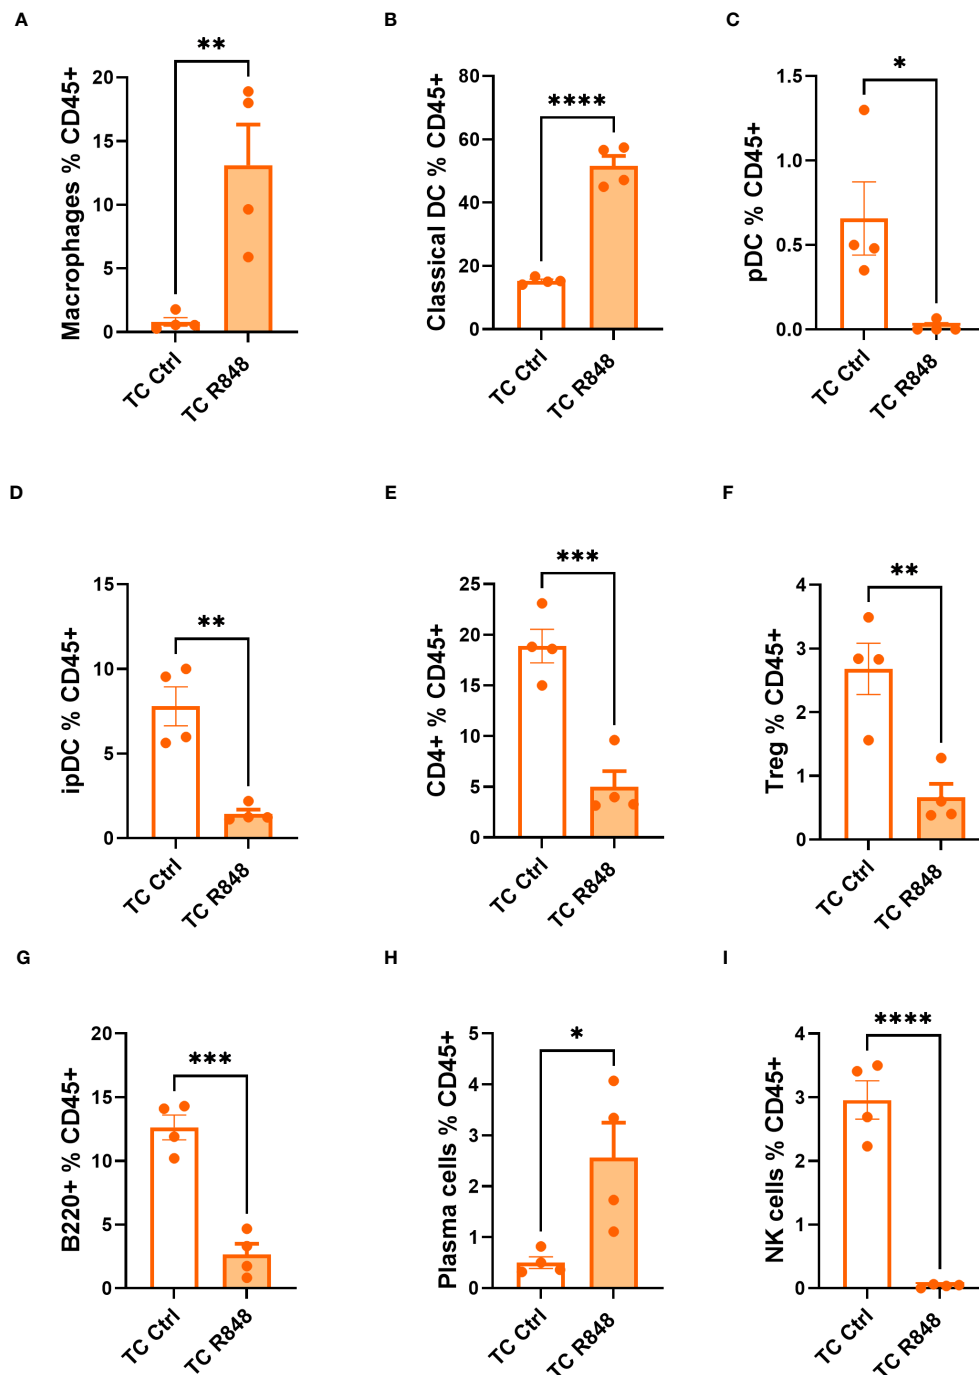 A
**
Macrophages % CD45+
20
15
10
5
0
TC Ctrl
TC R848
B
****
Classical DC % CD45+
80
60
40
20
0
TC Ctrl
TC R848
C
*
pDC % CD45+
1.5
1.0
0.5
0.0
TC Ctrl
TC R848
D
**
ipDC % CD45+
15
10
5
0
TC Ctrl
TC R848
E
***
CD4+ % CD45+
25
20
15
10
5
0
TC Ctrl
TC R848
F
**
Treg % CD45+
4
3
2
1
0
TC Ctrl
TC R848
G
***
B220+ % CD45+
20
15
10
5
0
TC Ctrl
TC R848
H
*
Plasma cells % CD45+
5
4
3
2
1
0
TC Ctrl
TC R848
I
****
NK cells % CD45+
4
3
2
1
0
TC Ctrl
TC R848